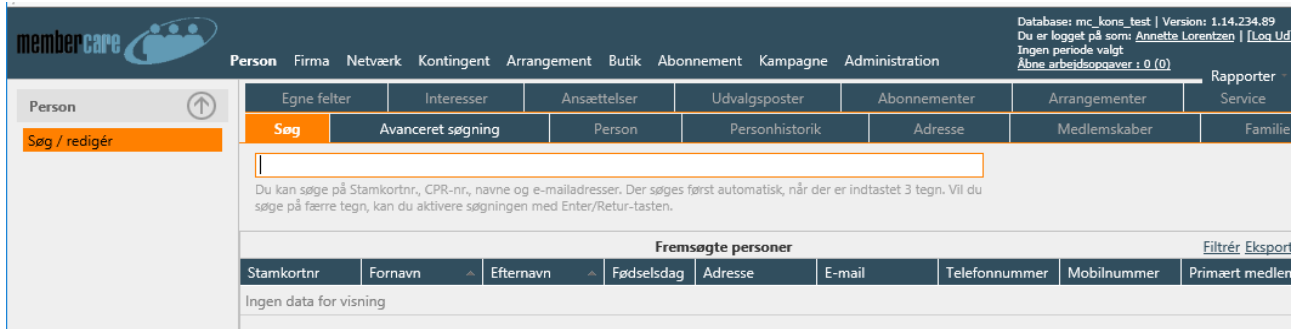 membercare
Database: mc_kons_test | Version: 1.14.234.89
Du er logget på som: Annette Lorentzen | [Log Ud
Ingen periode valgt
Åbne arbejdsopgaver : 0 (0)
Person Firma Netværk Kontingent Arrangement Butik Abonnement Kampagne Administration
Rapporter
Person
Søg / redigér
Egne felter Interesser Ansættelser Udvalgsposter Abonnementer Arrangementer Service
Søg Avanceret søgning Person Personhistorik Adresse Medlemskaber Familie
Du kan søge på Stamkortnr., CPR-nr., navne og e-mailadresser. Der søges først automatisk, når der er indtastet 3 tegn. Vil du
søge på færre tegn, kan du aktivere søgningen med Enter/Retur-tasten.
Fremsøgte personer Filtrér Eksport
Stamkortnr Fornavn Efternavn Fødselsdag Adresse E-mail Telefonnummer Mobilnummer Primært medlem
Ingen data for visning